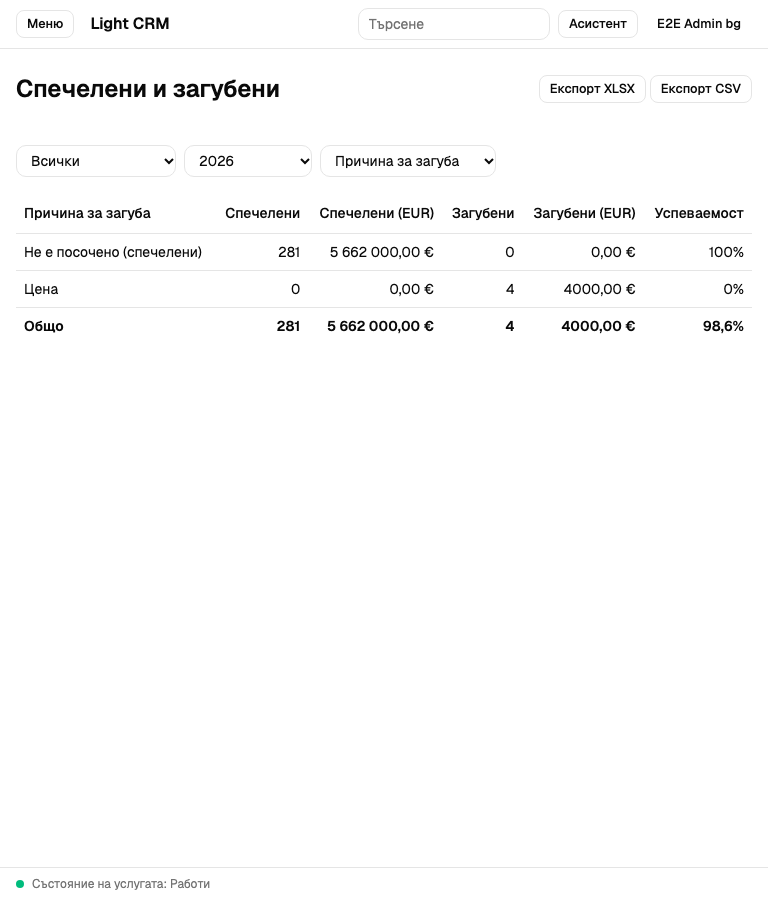 Меню Light CRM Търсене Асистент E2E Admin bg
Спечелени и загубени Експорт XLSX Експорт CSV
Всички 2026 Причина за загуба
Причина за загуба Спечелени Спечелени (EUR) Загубени Загубени (EUR) Успеваемост
Не е посочено (спечелени) 281 5 662 000,00 € 0 0,00 € 100%
Цена 0 0,00 € 4 4000,00 € 0%
Общо 281 5 662 000,00 € 4 4000,00 € 98,6%
Състояние на услугата: Работи